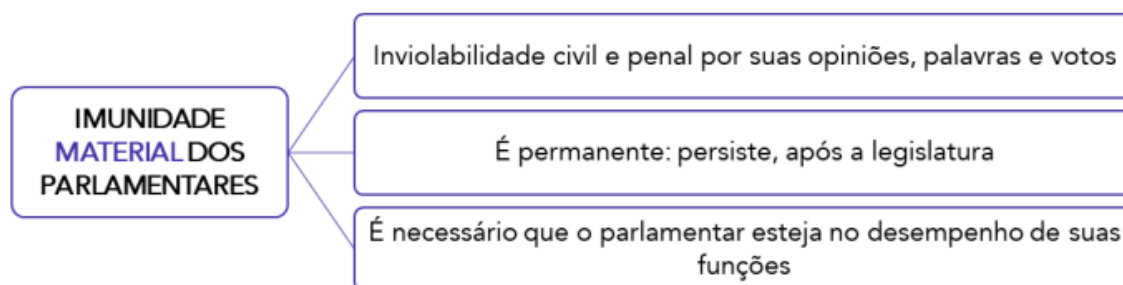 IMUNIDADE
MATERIAL DOS
PARLAMENTARES
Inviolabilidade civil e penal por suas opiniões, palavras e votos
É permanente: persiste, após a legislatura
É necessário que o parlamentar esteja no desempenho de suas
funções